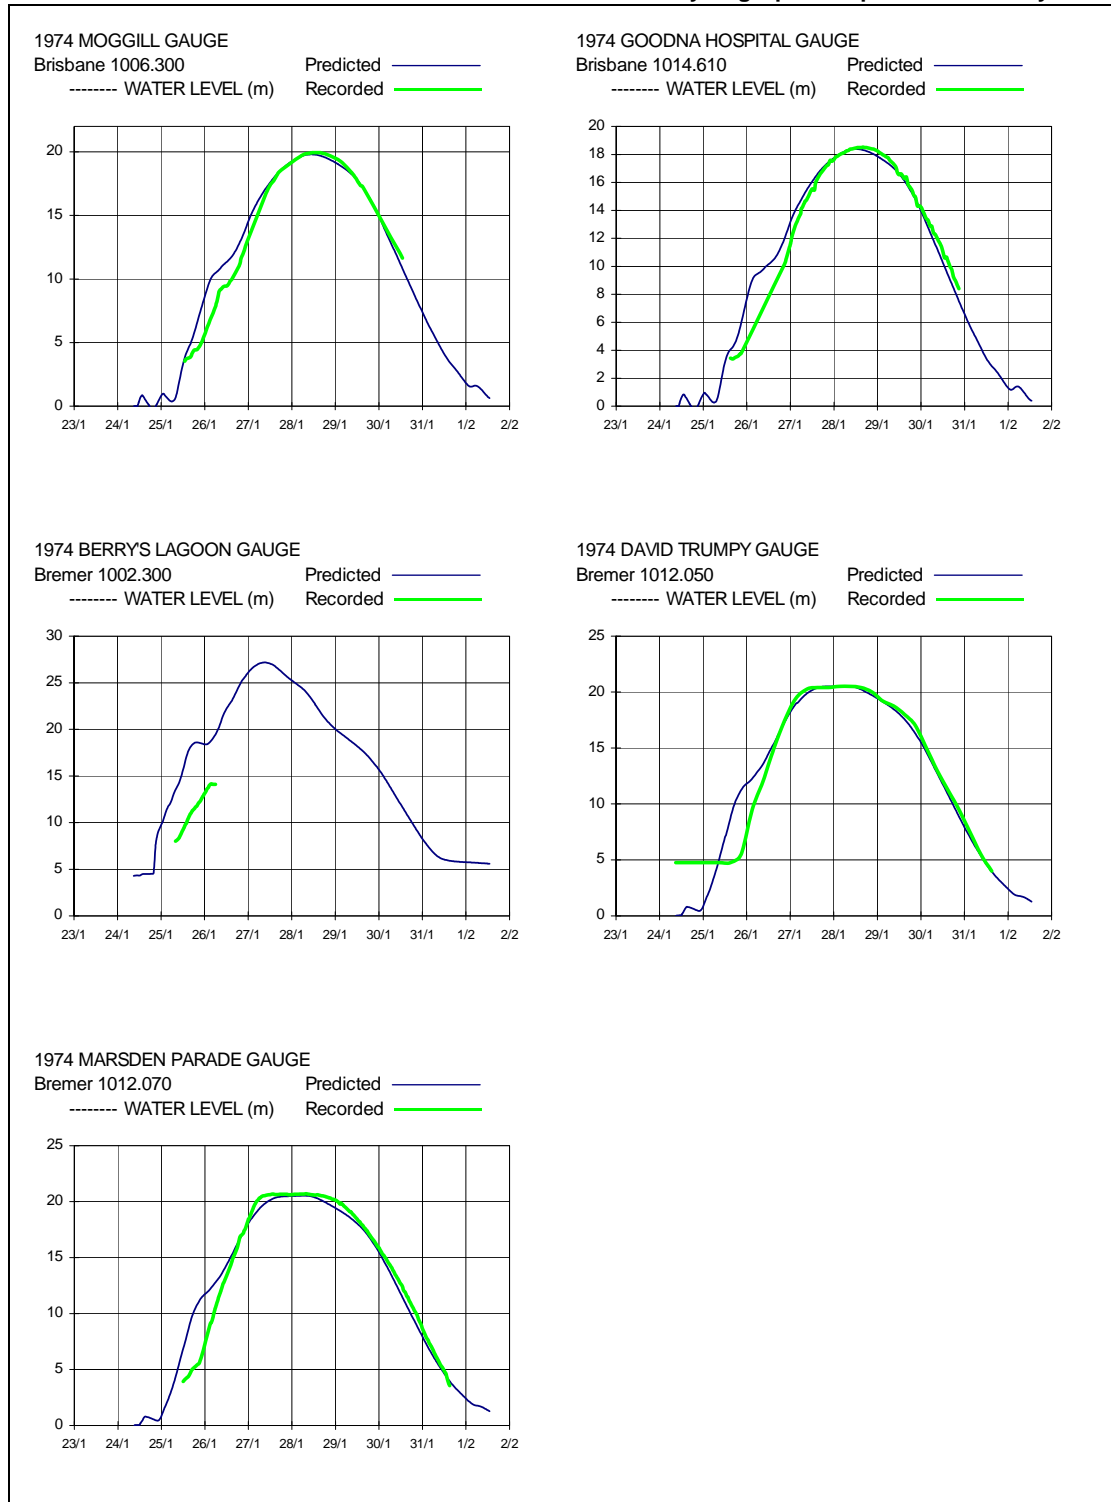 1974 MOGGILL GAUGE
Brisbane 1006.300 Predicted
-------- WATER LEVEL (m) Recorded
20
15
10
5
0
23/1 24/1 25/1 26/1 27/1 28/1 29/1 30/1 31/1 1/2 2/2
1974 GOODNA HOSPITAL GAUGE
Brisbane 1014.610 Predicted
-------- WATER LEVEL (m) Recorded
20
18
16
14
12
10
8
6
4
2
0
23/1 24/1 25/1 26/1 27/1 28/1 29/1 30/1 31/1 1/2 2/2
1974 BERRY'S LAGOON GAUGE
Bremer 1002.300 Predicted
-------- WATER LEVEL (m) Recorded
30
25
20
15
10
5
0
23/1 24/1 25/1 26/1 27/1 28/1 29/1 30/1 31/1 1/2 2/2
1974 DAVID TRUMPY GAUGE
Bremer 1012.050 Predicted
-------- WATER LEVEL (m) Recorded
25
20
15
10
5
0
23/1 24/1 25/1 26/1 27/1 28/1 29/1 30/1 31/1 1/2 2/2
1974 MARSDEN PARADE GAUGE
Bremer 1012.070 Predicted
-------- WATER LEVEL (m) Recorded
25
20
15
10
5
0
23/1 24/1 25/1 26/1 27/1 28/1 29/1 30/1 31/1 1/2 2/2